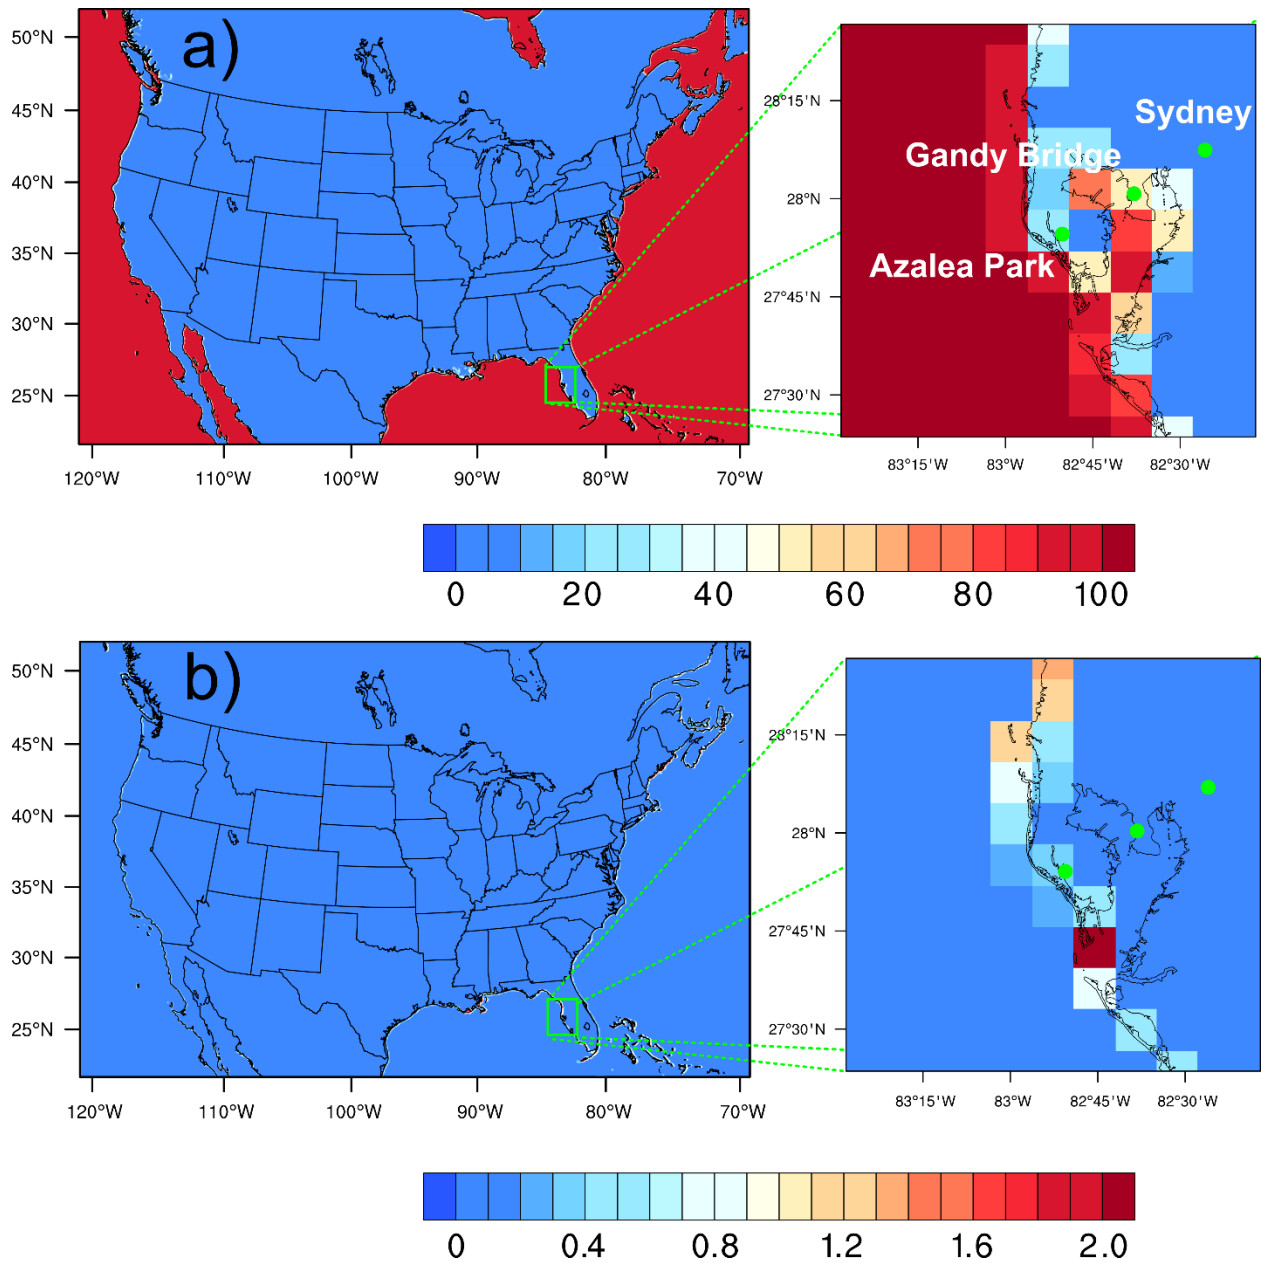 a)
50°N
45°N
40°N
35°N
30°N
25°N
120°W 110°W 100°W 90°W 80°W 70°W
Sydney
Gandy Bridge
Azalea Park
28°15'N
28°N
27°45'N
27°30'N
83°15'W 83°W 82°45'W 82°30'W
0 20 40 60 80 100
b)
50°N
45°N
40°N
35°N
30°N
25°N
120°W 110°W 100°W 90°W 80°W 70°W
28°15'N
28°N
27°45'N
27°30'N
83°15'W 83°W 82°45'W 82°30'W
0 0.4 0.8 1.2 1.6 2.0